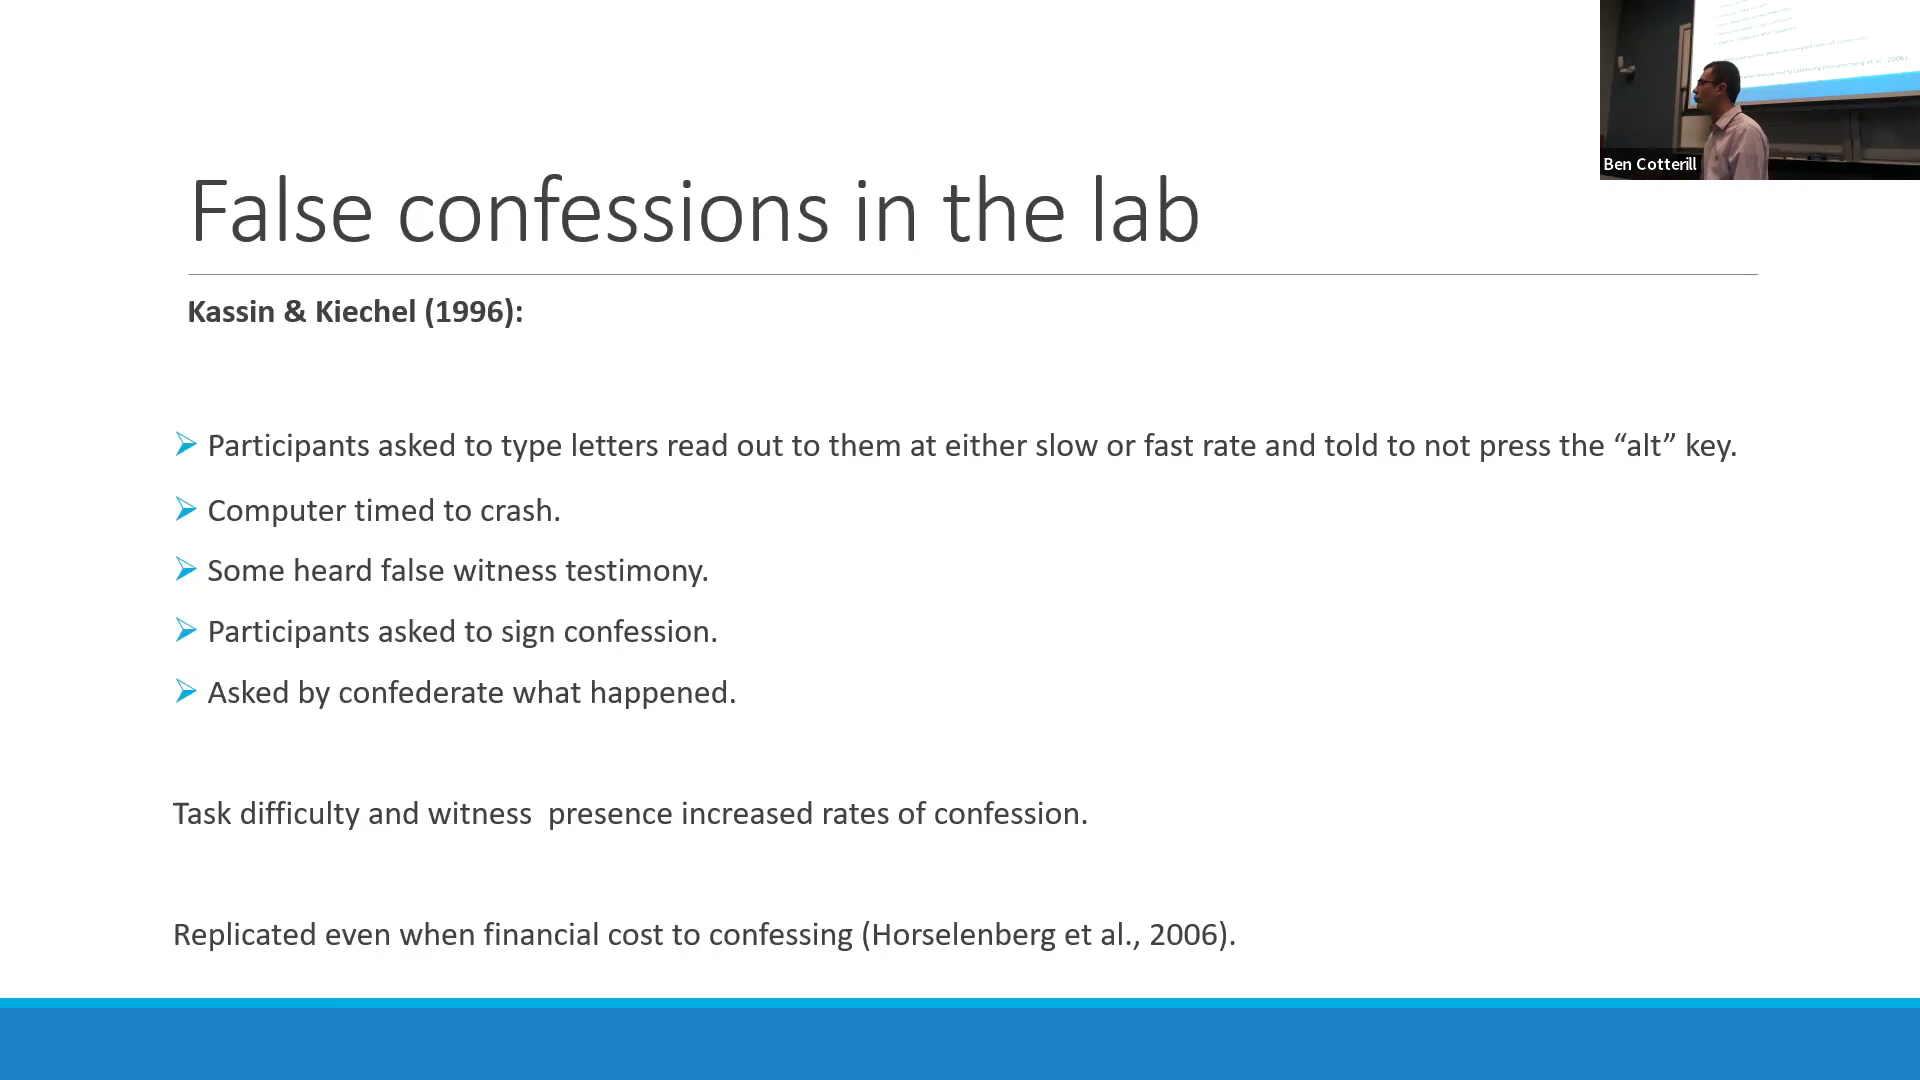 Ben Cotterill
False confessions in the lab
Kassin & Kiechel (1996):
Participants asked to type letters read out to them at either slow or fast rate and told to not press the “alt” key.
Computer timed to crash.
Some heard false witness testimony.
Participants asked to sign confession.
Asked by confederate what happened.
Task difficulty and witness  presence increased rates of confession.
Replicated even when financial cost to confessing (Horselenberg et al., 2006).